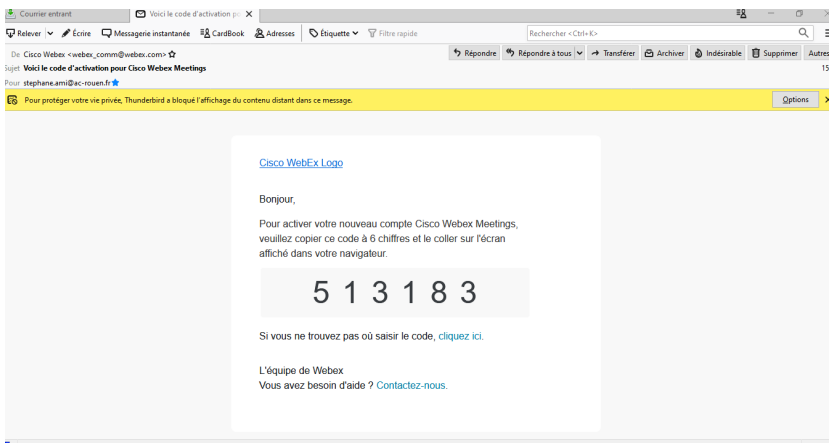 Courrier entrant
Voici le code d'activation po
Relever
Écrire
Messagerie instantanée
CardBook
Adresses
Étiquette
Filtre rapide
Rechercher <Ctrl+K>
De Cisco Webex <webex_comm@webex.com>
Répondre
Répondre à tous
Transférer
Archiver
Indésirable
Supprimer
Autres
Sujet Voici le code d'activation pour Cisco Webex Meetings
15
Pour stephane.ami@ac-rouen.fr
Pour protéger votre vie privée, Thunderbird a bloqué l'affichage du contenu distant dans ce message.
Options
Cisco WebEx Logo
Bonjour,
Pour activer votre nouveau compte Cisco Webex Meetings,
veuillez copier ce code à 6 chiffres et le coller sur l'écran
affiché dans votre navigateur.
5 1 3 1 8 3
Si vous ne trouvez pas où saisir le code, cliquez ici.
L'équipe de Webex
Vous avez besoin d'aide ? Contactez-nous.